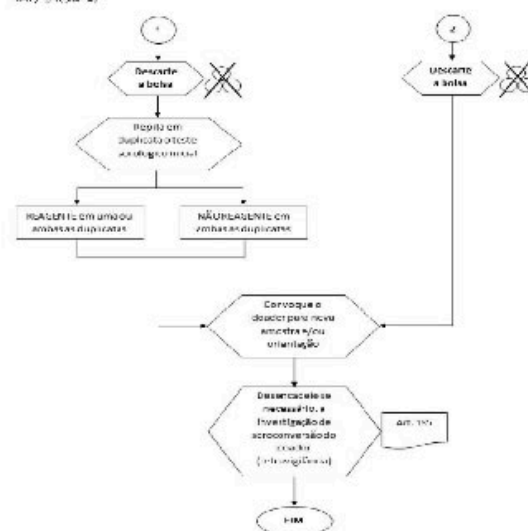 1
2
Descarte
a bolsa
Descarte
a bolsa
Repita em
duplicata o teste
sorológico inicial
REAGENTE em uma ou
ambas as duplicatas
NÃO REAGENTE em
ambas as duplicatas
Convoque o
doador para nova
amostra e/ou
orientação
Desencadeie se
necessário, a
investigação de
soroconversão do
doador
(retrovigilância)
Art.
FIM